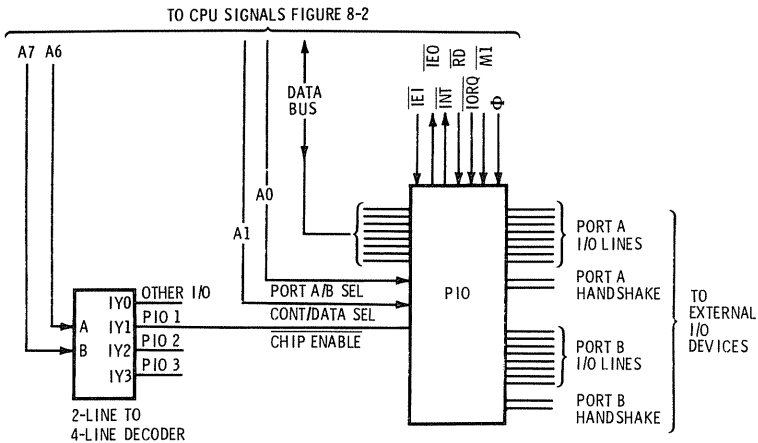 TO CPU SIGNALS FIGURE 8-2
A7 A6
DATA
BUS
IEI
IEO
INT
RD
IORQ
M1
Φ
A0
A1
PORT A
I/O LINES
PORT A
HANDSHAKE
PIO
PORT A/B SEL
CONT/DATA SEL
CHIP ENABLE
OTHER I/O
PIO 1
PIO 2
PIO 3
A
B
IY0
IY1
IY2
IY3
2-LINE TO
4-LINE DECODER
PORT B
I/O LINES
PORT B
HANDSHAKE
TO
EXTERNAL
I/O
DEVICES